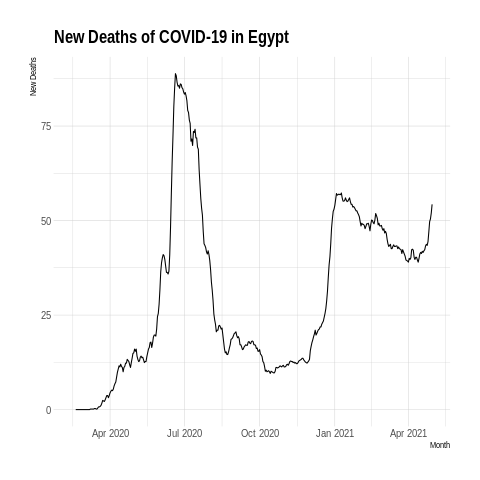 New Deaths of COVID-19 in Egypt
New Deaths
75
50
25
0
Apr 2020 Jul 2020 Oct 2020 Jan 2021 Apr 2021
Month